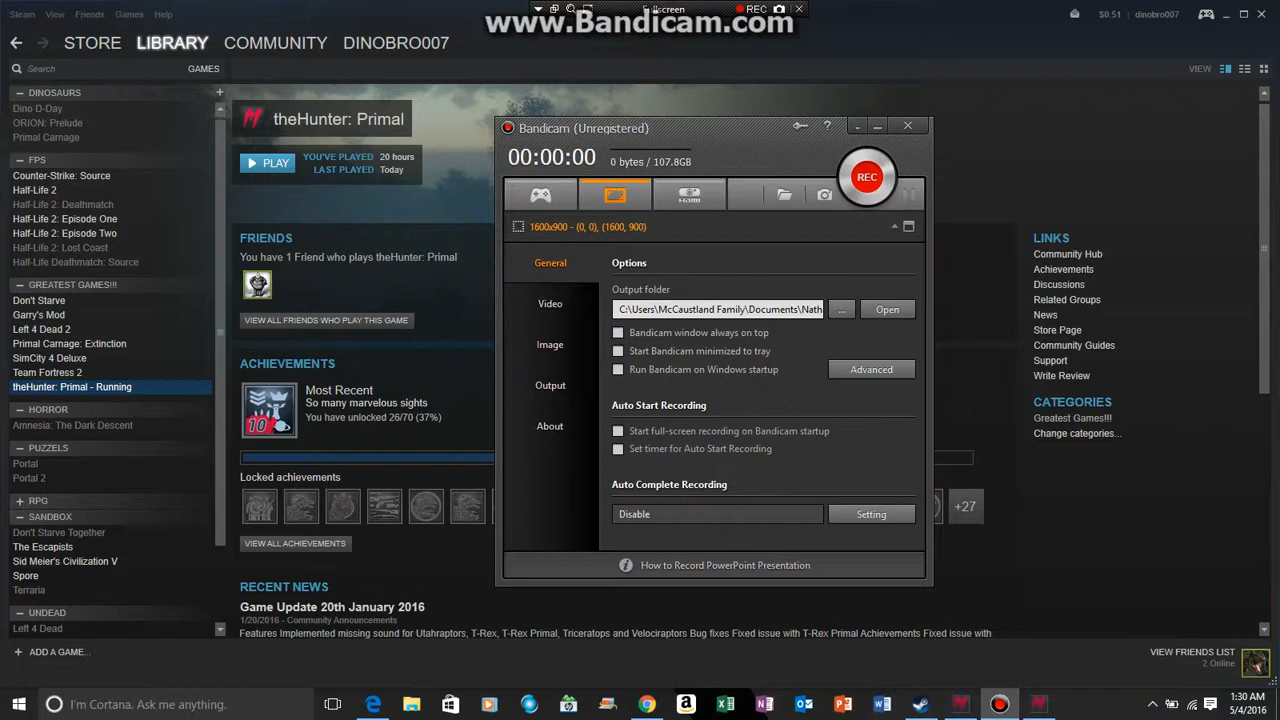 Steam View Friends Games Help
REC
www.Bandicam.com
$0.51 dinobro007
STORE LIBRARY COMMUNITY DINOBRO007
Search GAMES
VIEW
DINOSAURS
Dino D-Day
ORION: Prelude
Primal Carnage
FPS
Counter-Strike: Source
Half-Life 2
Half-Life 2: Deathmatch
Half-Life 2: Episode One
Half-Life 2: Episode Two
Half-Life 2: Lost Coast
Half-Life Deathmatch: Source
GREATEST GAMES!!!
Don't Starve
Garry's Mod
Left 4 Dead 2
Primal Carnage: Extinction
SimCity 4 Deluxe
Team Fortress 2
theHunter: Primal - Running
HORROR
Amnesia: The Dark Descent
PUZZELS
Portal
Portal 2
RPG
SANDBOX
Don't Starve Together
The Escapists
Sid Meier's Civilization V
Spore
Terraria
UNDEAD
Left 4 Dead
ADD A GAME...
theHunter: Primal
PLAY
YOU'VE PLAYED 20 hours
LAST PLAYED Today
FRIENDS
You have 1 Friend who plays theHunter: Primal
VIEW ALL FRIENDS WHO PLAY THIS GAME
ACHIEVEMENTS
Most Recent
So many marvelous sights
You have unlocked 26/70 (37%)
10
Locked achievements
+27
VIEW ALL ACHIEVEMENTS
RECENT NEWS
Game Update 20th January 2016
1/20/2016 - Community Announcements
Features Implemented missing sound for Utahraptors, T-Rex, T-Rex Primal, Triceratops and Velociraptors Bug fixes Fixed issue with T-Rex Primal Achievements Fixed issue with
Bandicam (Unregistered)
?
00:00:00
0 bytes / 107.8GB
REC
HDMI
1600x900 - (0, 0), (1600, 900)
General
Video
Image
Output
About
Options
Output folder
C:\Users\McCaustland Family\Documents\Nath
...
Open
Bandicam window always on top
Start Bandicam minimized to tray
Run Bandicam on Windows startup
Advanced
Auto Start Recording
Start full-screen recording on Bandicam startup
Set timer for Auto Start Recording
Auto Complete Recording
Disable
Setting
How to Record PowerPoint Presentation
LINKS
Community Hub
Achievements
Discussions
Related Groups
News
Store Page
Community Guides
Support
Write Review
CATEGORIES
Greatest Games!!!
Change categories...
VIEW FRIENDS LIST
2 Online
I'm Cortana. Ask me anything.
1:30 AM
5/4/2016